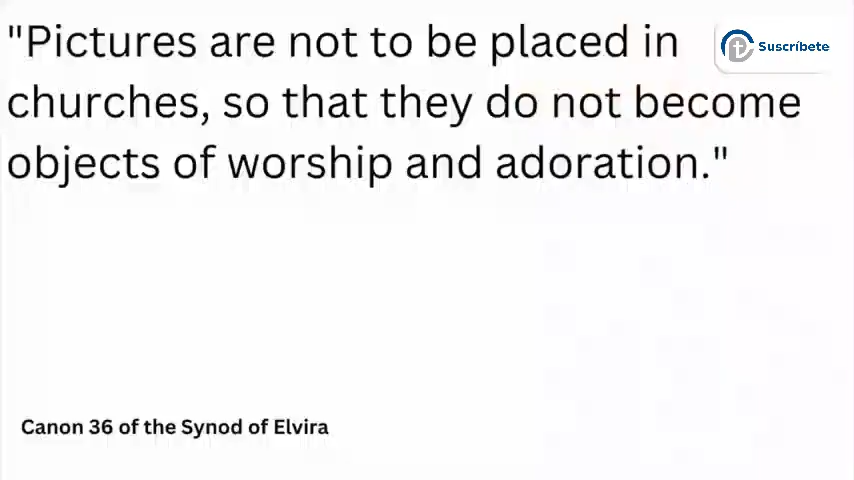 "Pictures are not to be placed in
Suscríbete
churches, so that they do not become
objects of worship and adoration."
Canon 36 of the Synod of Elvira